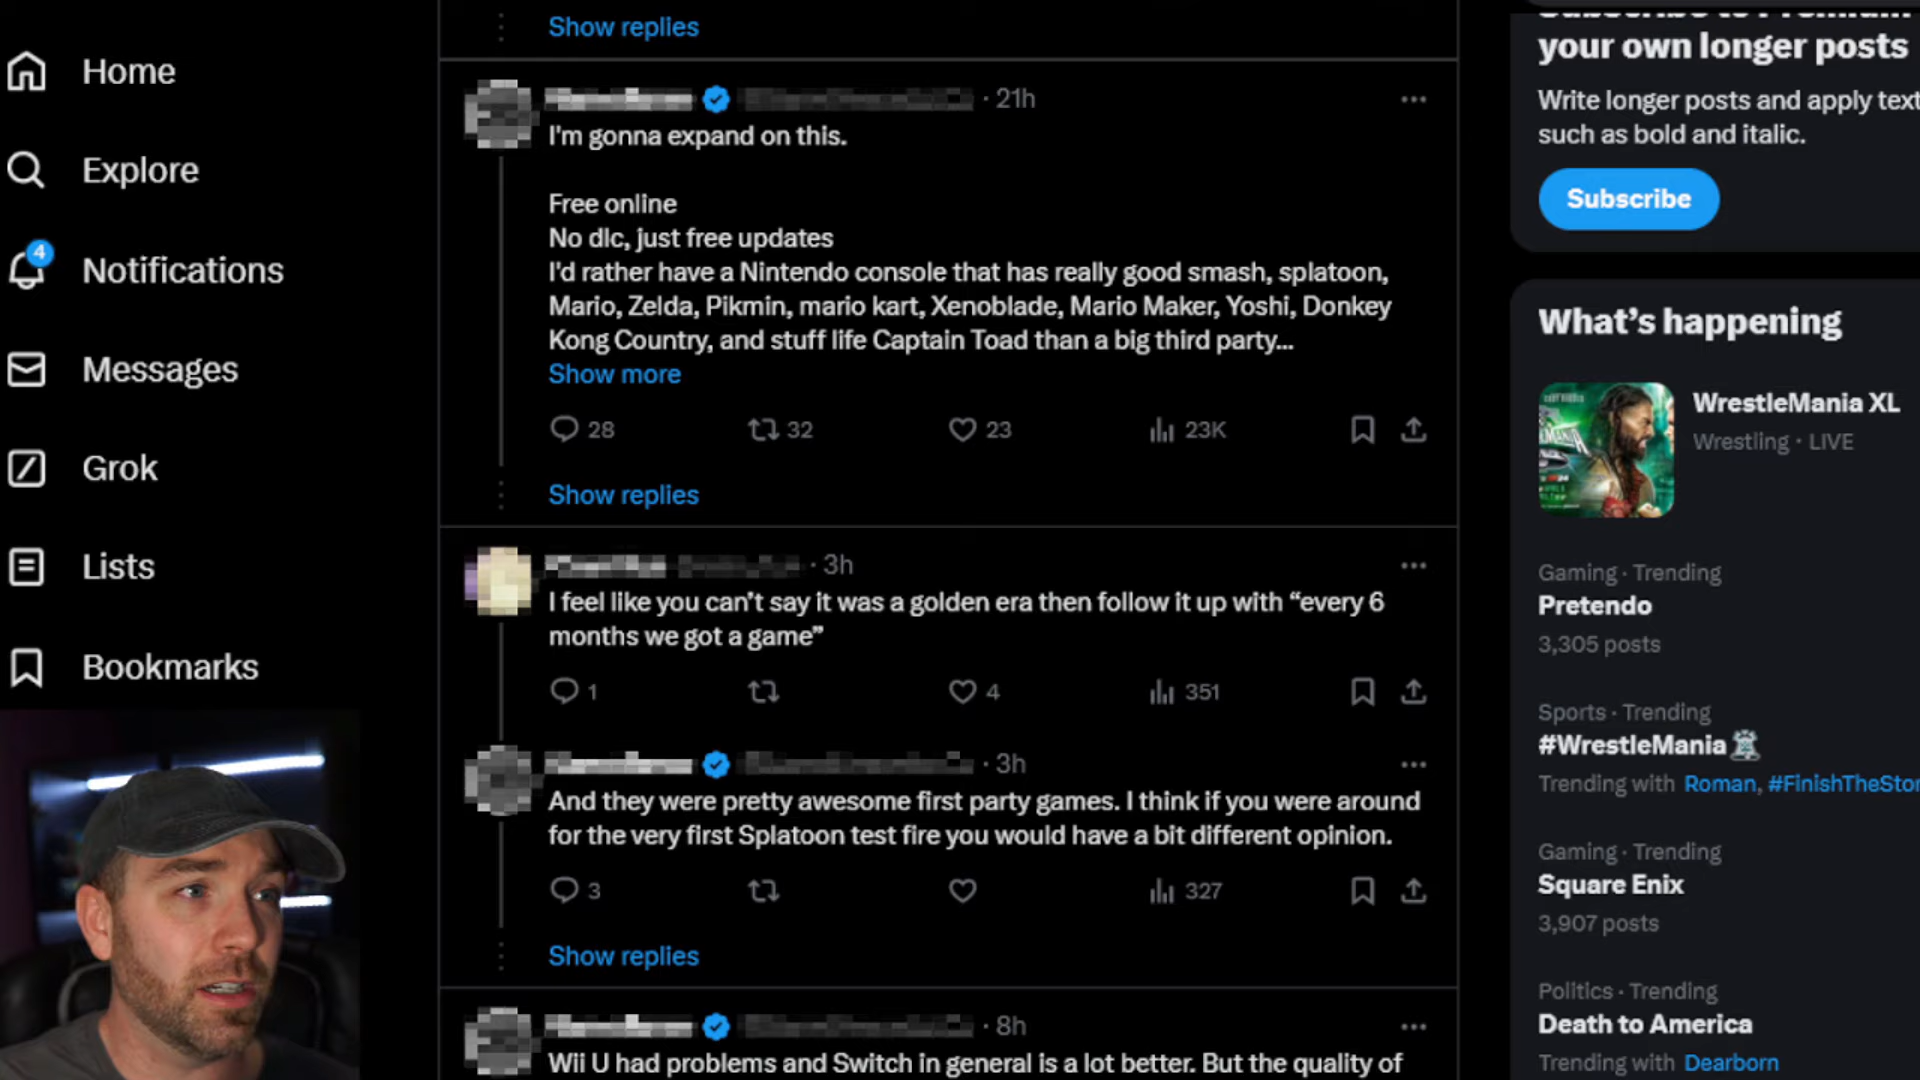 Home
Explore
4
Notifications
Messages
Grok
Lists
Bookmarks
Show replies
· 21h
I'm gonna expand on this.
Free online
No dlc, just free updates
I'd rather have a Nintendo console that has really good smash, splatoon,
Mario, Zelda, Pikmin, mario kart, Xenoblade, Mario Maker, Yoshi, Donkey
Kong Country, and stuff life Captain Toad than a big third party...
Show more
28 32 23 23K
Show replies
· 3h
I feel like you can't say it was a golden era then follow it up with “every 6
months we got a game”
1 4 351
· 3h
And they were pretty awesome first party games. I think if you were around
for the very first Splatoon test fire you would have a bit different opinion.
3 327
Show replies
· 8h
Wii U had problems and Switch in general is a lot better. But the quality of
Subscribe to Premium
your own longer posts
Write longer posts and apply text
such as bold and italic.
Subscribe
What's happening
WrestleMania XL
Wrestling · LIVE
Gaming · Trending
Pretendo
3,305 posts
Sports · Trending
#WrestleMania
Trending with Roman, #FinishTheStor
Gaming · Trending
Square Enix
3,907 posts
Politics · Trending
Death to America
Trending with Dearborn